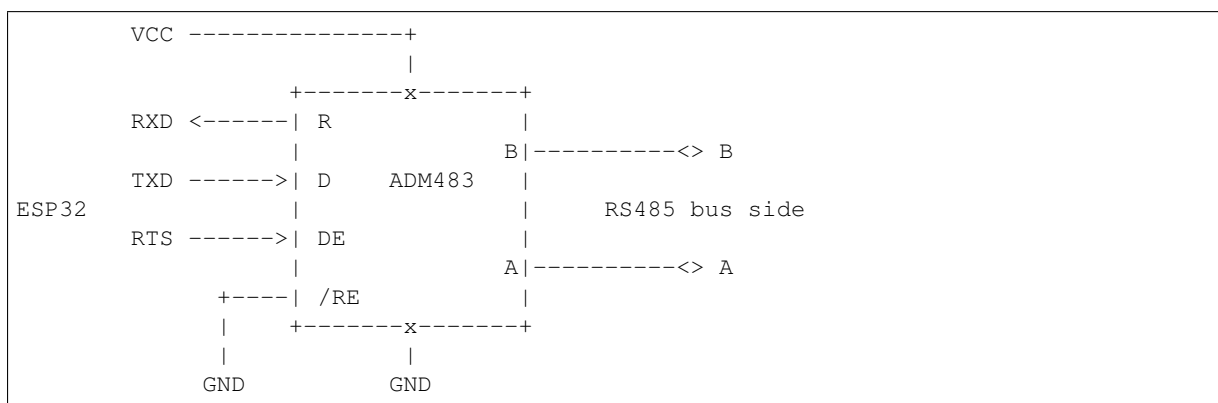 VCC ---------------+
|
+-------x-------+
RXD <------| R |
| B|----------<> B
TXD ------>| D ADM483 |
ESP32 | | RS485 bus side
RTS ------>| DE |
| A|----------<> A
+----| /RE |
| +-------x-------+
| |
GND GND